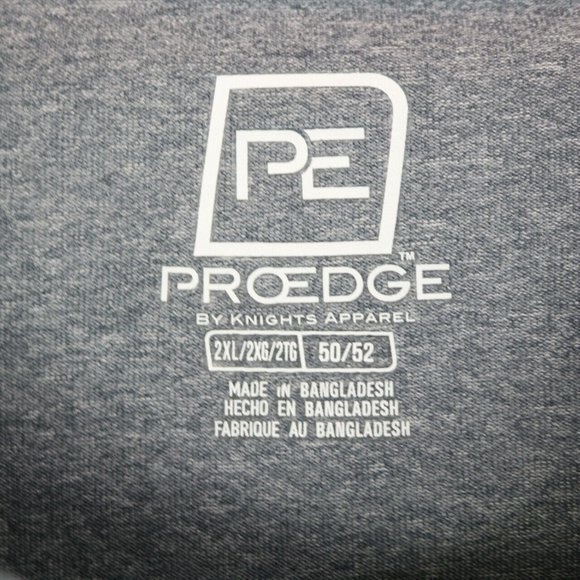 PE
PROEDGE™
BY KNIGHTS APPAREL
2XL/2XG/2TG 50/52
MADE IN BANGLADESH
HECHO EN BANGLADESH
FABRIQUE AU BANGLADESH